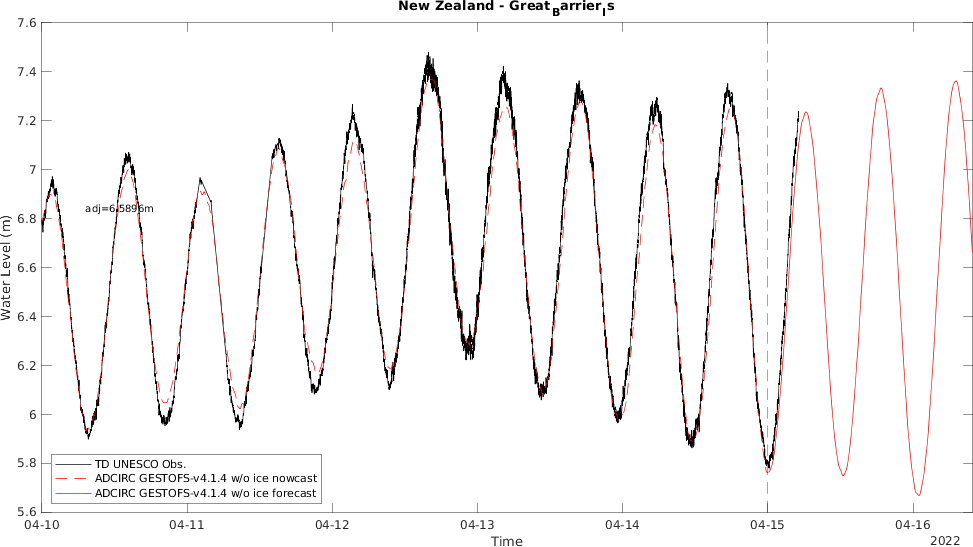 New Zealand - Great_Barrier_Is
7.6
7.4
7.2
7
6.8
6.6
6.4
6.2
6
5.8
5.6
Water Level (m)
adj=6.5896m
TD UNESCO Obs.
ADCIRC GESTOFS-v4.1.4 w/o ice nowcast
ADCIRC GESTOFS-v4.1.4 w/o ice forecast
04-10 04-11 04-12 04-13 04-14 04-15 04-16
Time
2022